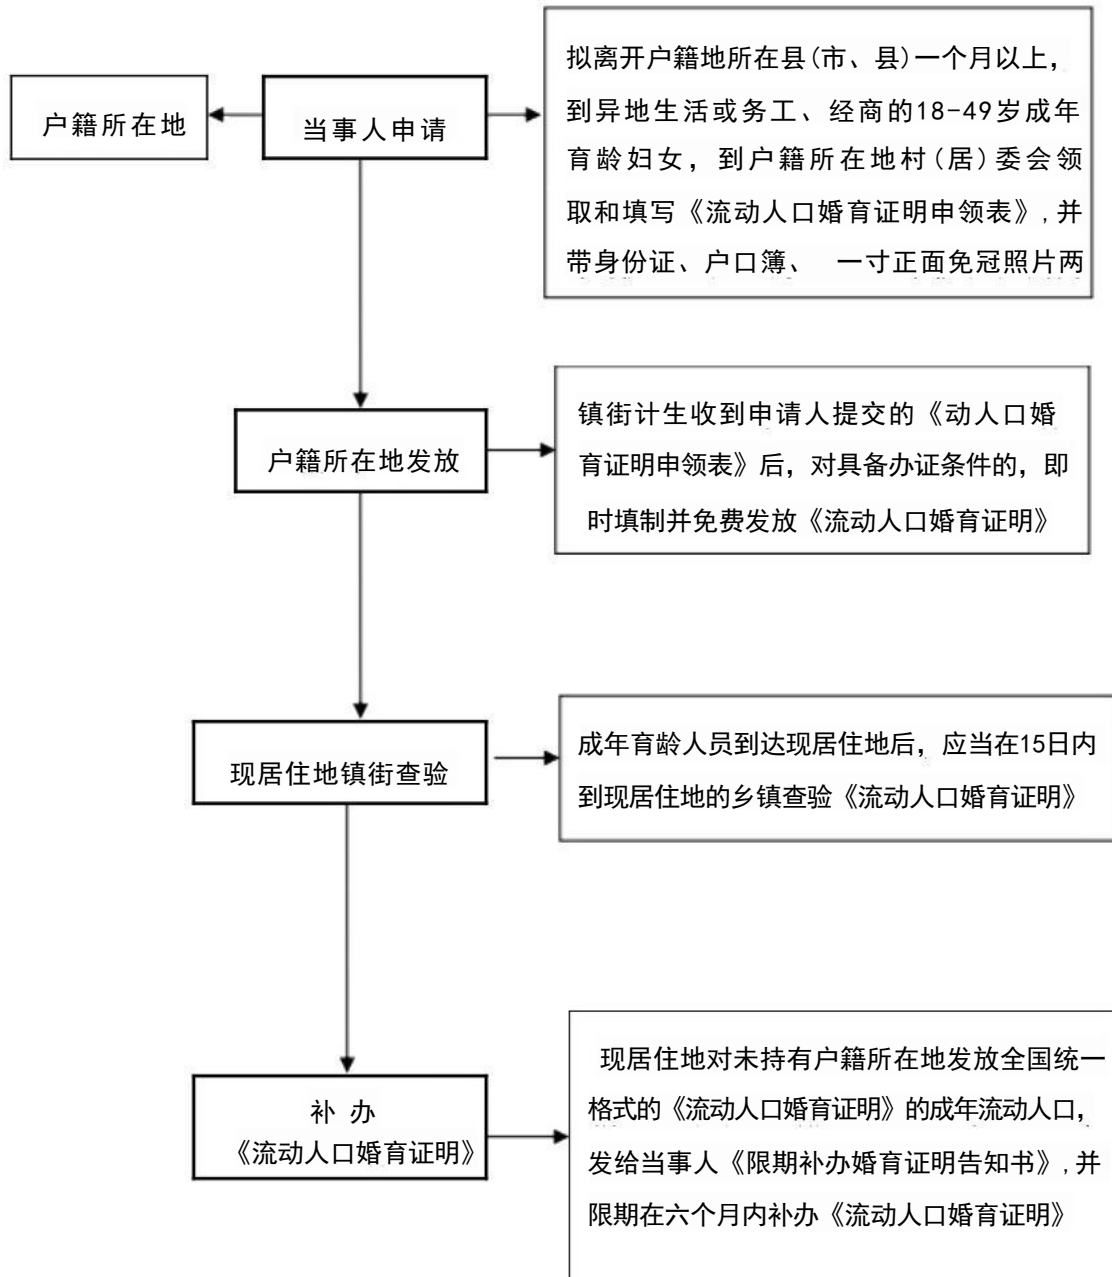 户籍所在地
当事人申请
拟离开户籍地所在县(市、县)一个月以上,
到异地生活或务工、经商的18-49岁成年
育龄妇女，到户籍所在地村(居)委会领
取和填写《流动人口婚育证明申领表》,并
带身份证、户口簿、 一寸正面免冠照片两
户籍所在地发放
镇街计生收到申请人提交的《动人口婚
育证明申领表》后，对具备办证条件的，即
时填制并免费发放《流动人口婚育证明》
现居住地镇街查验
成年育龄人员到达现居住地后，应当在15日内
到现居住地的乡镇查验《流动人口婚育证明》
补 办
《流动人口婚育证明》
现居住地对未持有户籍所在地发放全国统一
格式的《流动人口婚育证明》的成年流动人口，
发给当事人《限期补办婚育证明告知书》,并
限期在六个月内补办《流动人口婚育证明》